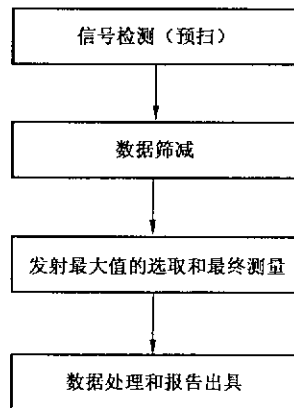 信号检测（预扫）
数据筛减
发射最大值的选取和最终测量
数据处理和报告出具